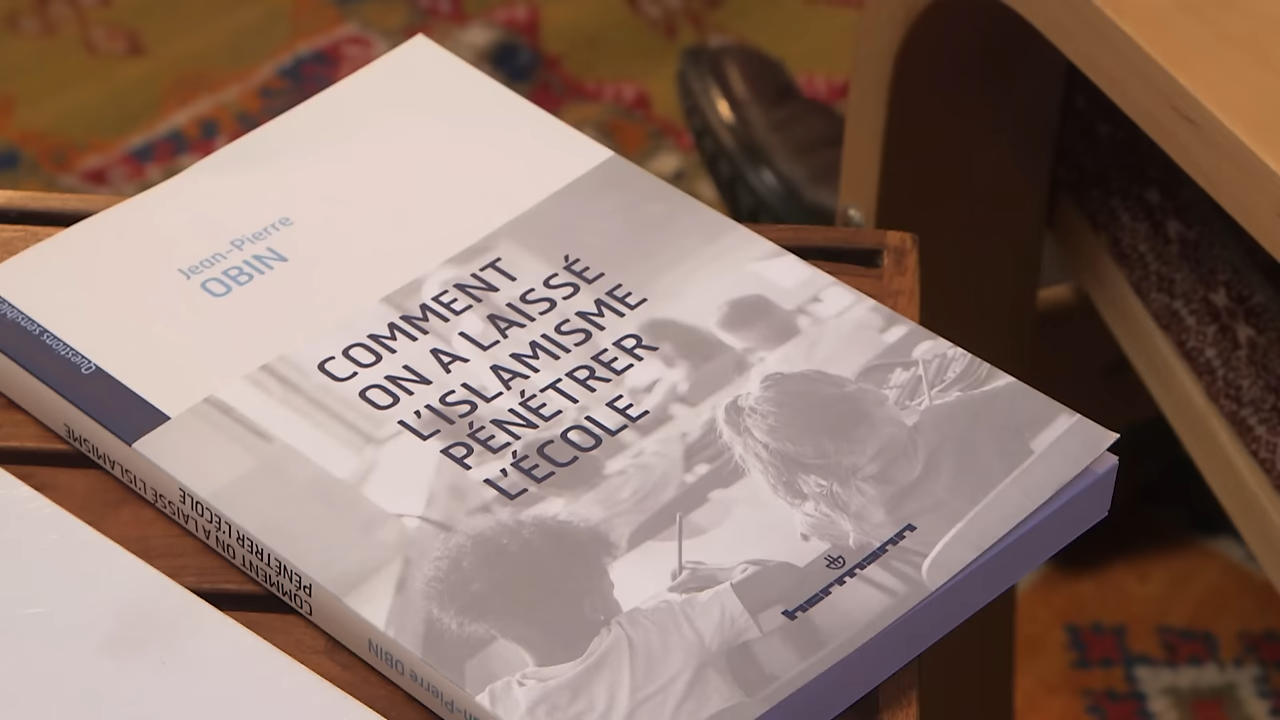 Jean-Pierre
OBIN
COMMENT
ON A LAISSÉ
L'ISLAMISME
PÉNÉTRER
L'ÉCOLE
hermann
Questions sensibles
COMMENT ON A LAISSÉ L'ISLAMISME
PÉNÉTRER L'ÉCOLE
Jean-Pierre OBIN